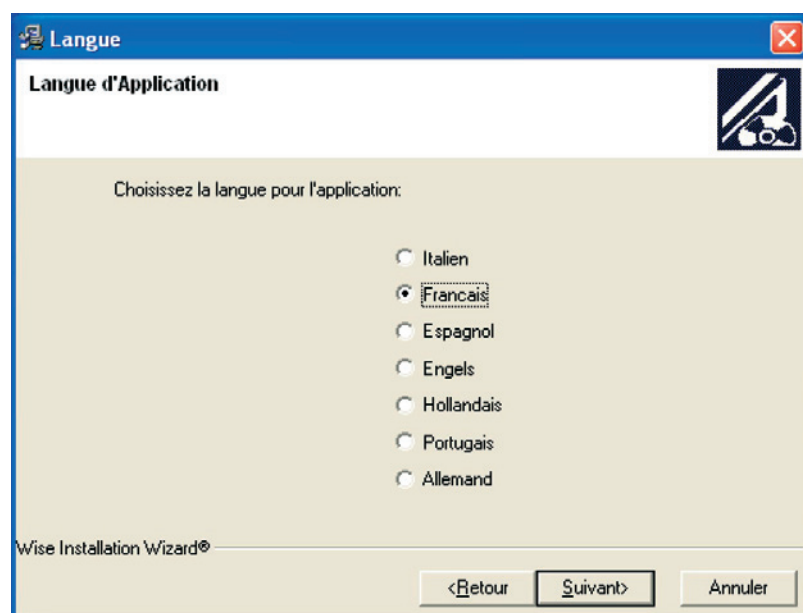 Langue
Langue d'Application
Choisissez la langue pour l'application:
Italien
Francais
Espagnol
Engels
Hollandais
Portugais
Allemand
Wise Installation Wizard®
<Retour Suivant> Annuler